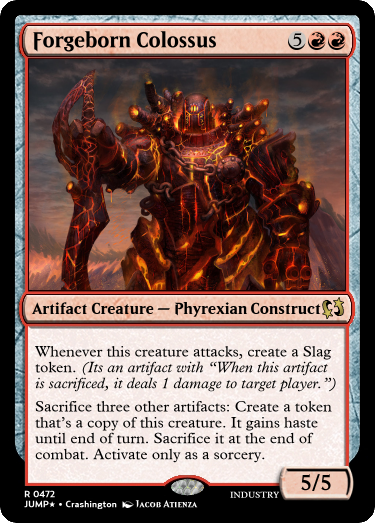 Forgeborn Colossus 5
Artifact Creature — Phyrexian Construct
Whenever this creature attacks, create a Slag
token. (Its an artifact with “When this artifact
is sacrificed, it deals 1 damage to target player.”)
Sacrifice three other artifacts: Create a token
that’s a copy of this creature. It gains haste
until end of turn. Sacrifice it at the end of
combat. Activate only as a sorcery.
5/5
R 0472 INDUSTRY
JUMP★ • Crashington JACOB ATIENZA